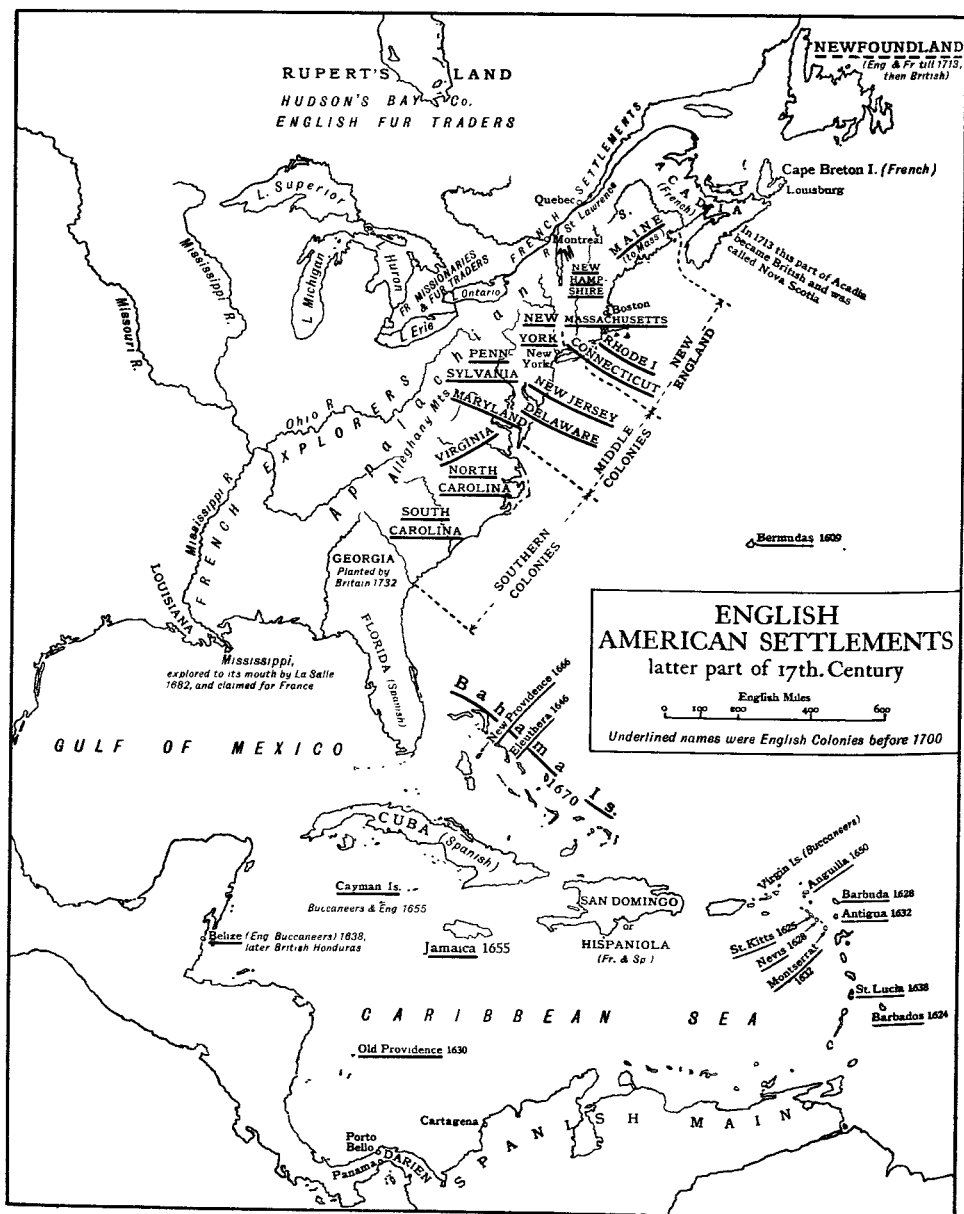 NEWFOUNDLAND
(Eng & Fr till 1713,
then British)
RUPERT'S LAND
HUDSON'S BAY Co.
ENGLISH FUR TRADERS
FRENCH SETTLEMENTS
ACADIA
(French)
Cape Breton I. (French)
Louisburg
In 1713 this part of Acadia
became British and was
called Nova Scotia
Quebec
R. St Lawrence
Montreal
MAINE
(to Mass)
L. Superior
L. Michigan
L. Huron
L. Ontario
L. Erie
FR MISSIONARIES
& FUR TRADERS
Mississippi R.
Missouri R.
NEW
HAMP
SHIRE
Boston
MASSACHUSETTS
RHODE I
CONNECTICUT
NEW
YORK
New
York
PENN
SYLVANIA
NEW JERSEY
MARYLAND
DELAWARE
VIRGINIA
NORTH
CAROLINA
SOUTH
CAROLINA
NEW
ENGLAND
MIDDLE
COLONIES
SOUTHERN
COLONIES
Appalachian Mts.
Alleghany Mts
Ohio R
FRENCH EXPLORERS
Mississippi R
GEORGIA
Planted by
Britain 1732
LOUISIANA
FLORIDA (Spanish)
Mississippi,
explored to its mouth by La Salle
1682, and claimed for France
Bermudas 1609
ENGLISH
AMERICAN SETTLEMENTS
latter part of 17th. Century
English Miles
0 100 200 400 600
Underlined names were English Colonies before 1700
GULF OF MEXICO
Bahama Is.
New Providence 1666
Eleuthera 1646
1670
CUBA (Spanish)
Cayman Is.
Buccaneers & Eng 1655
Jamaica 1655
SAN DOMINGO
or
HISPANIOLA
(Fr. & Sp)
Virgin Is. (Buccaneers)
Anguilla 1650
Barbuda 1628
Antigua 1632
St. Kitts 1625
Nevis 1628
Montserrat
1632
St. Lucia 1638
Barbados 1624
Belize (Eng Buccaneers) 1638,
later British Honduras
CARIBBEAN SEA
Old Providence 1630
Cartagena
SPANISH MAIN
Porto
Bello
Panama
DARIEN